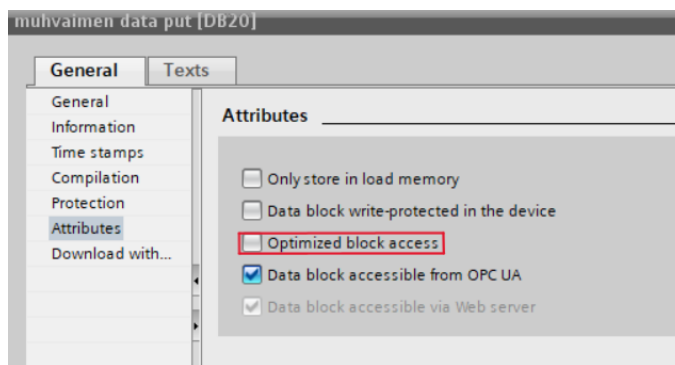 muhvaimen data put [DB20]
General
Texts
General
Information
Time stamps
Compilation
Protection
Attributes
Download with...
Attributes
Only store in load memory
Data block write-protected in the device
Optimized block access
Data block accessible from OPC UA
Data block accessible via Web server